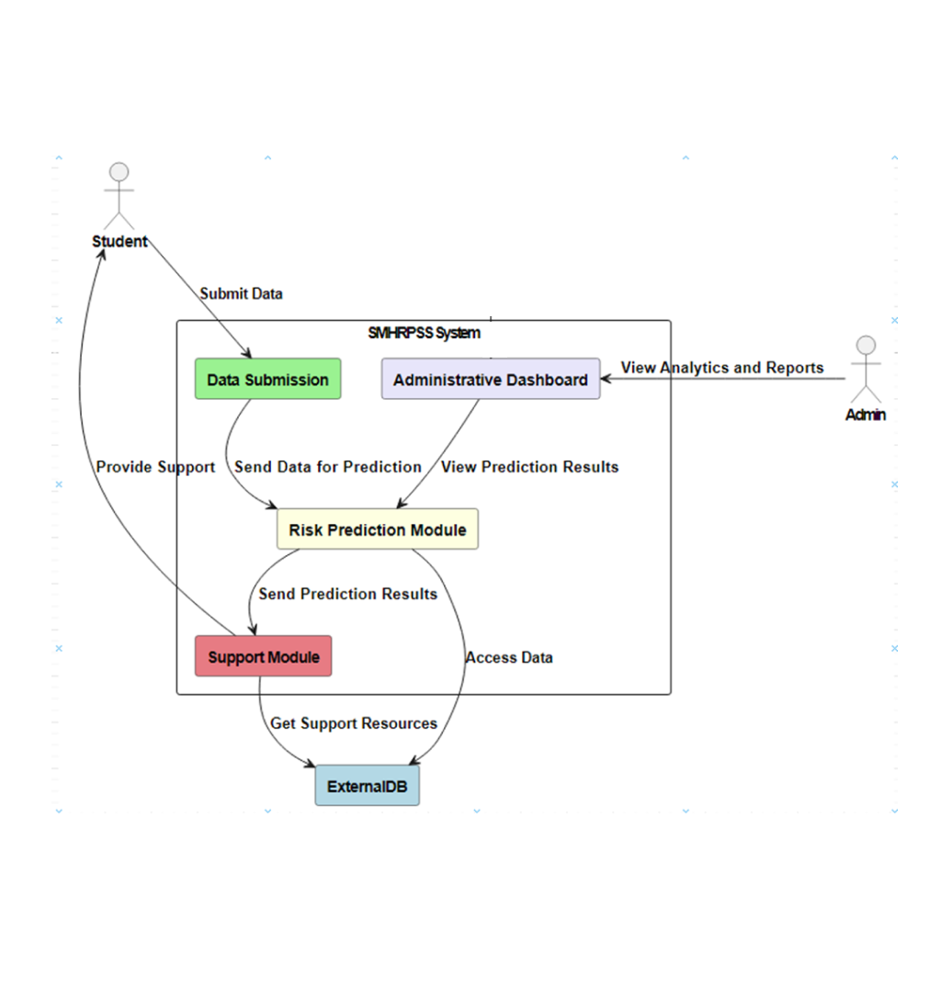 Student
Submit Data
SMHRPSS System
Data Submission
Administrative Dashboard
View Analytics and Reports
Admin
Provide Support
Send Data for Prediction
View Prediction Results
Risk Prediction Module
Send Prediction Results
Support Module
Access Data
Get Support Resources
ExternalDB